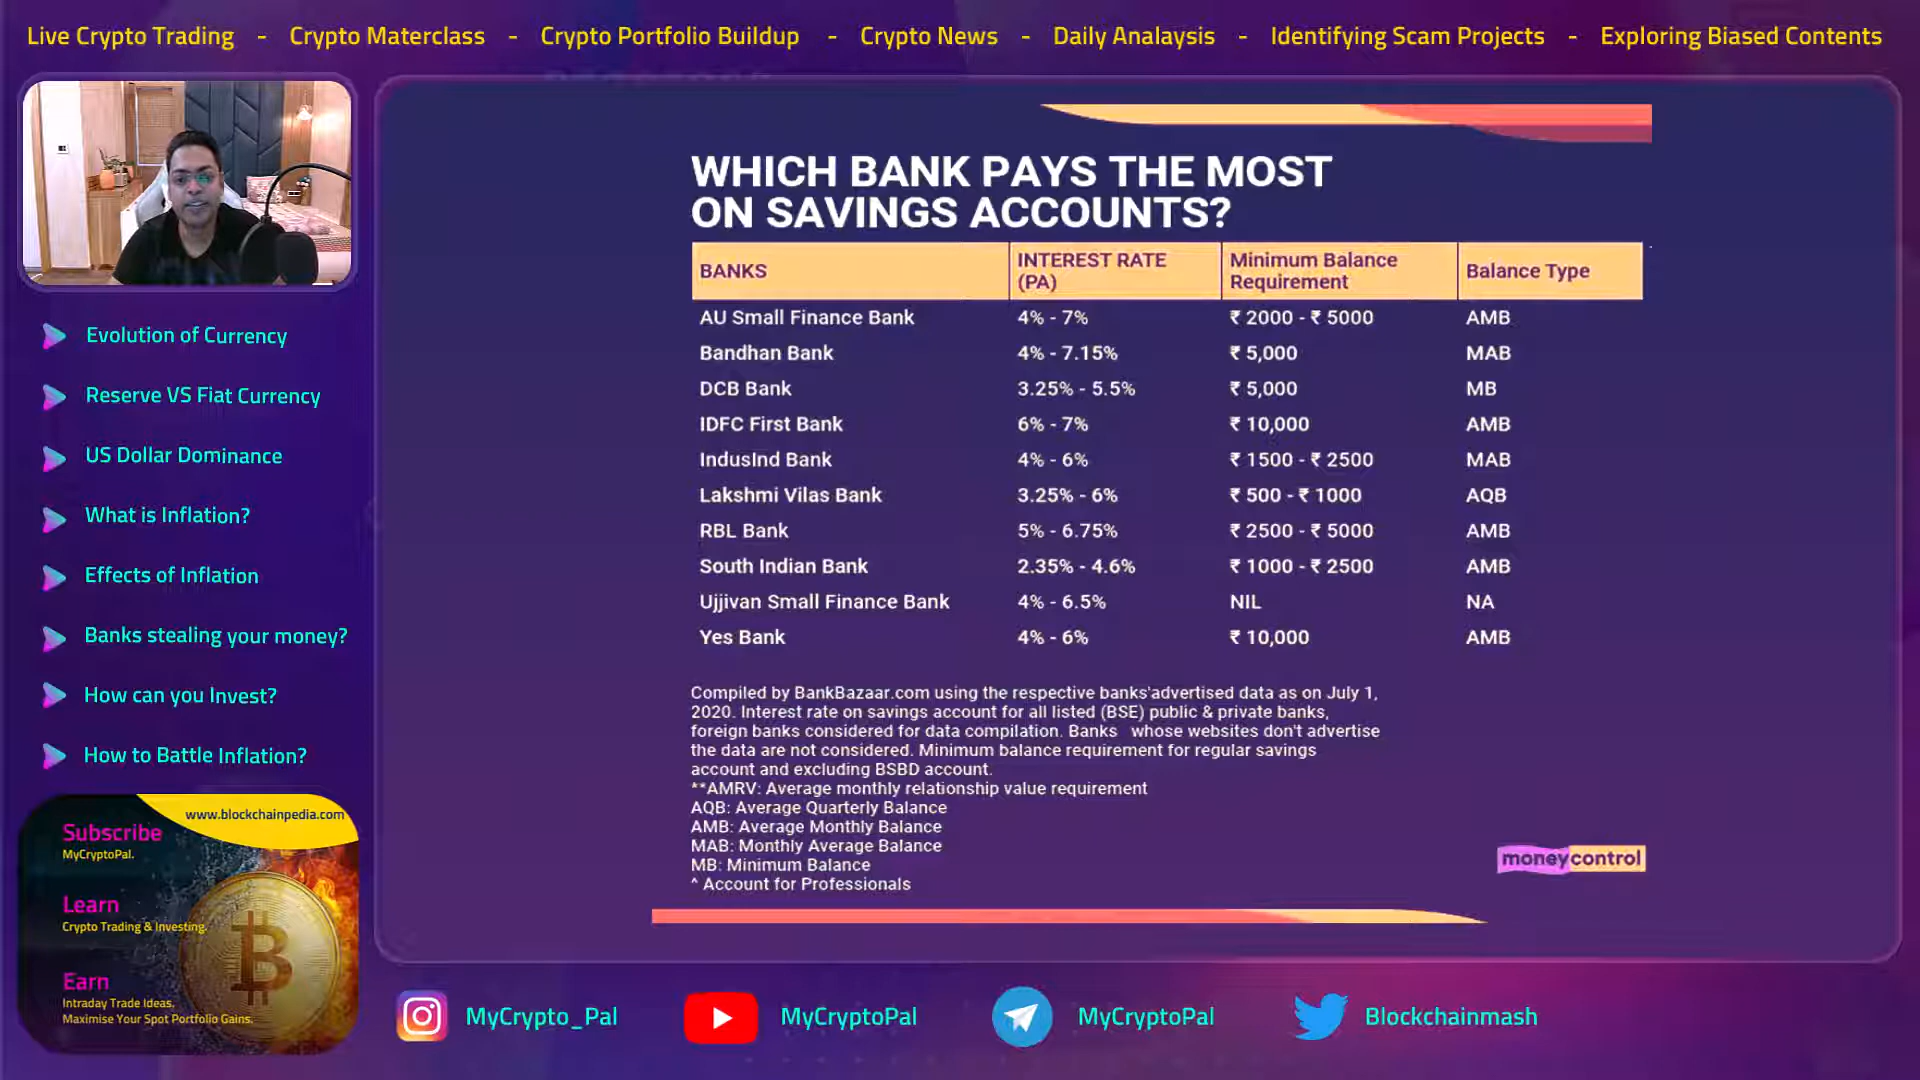 Live Crypto Trading - Crypto Materclass - Crypto Portfolio Buildup - Crypto News - Daily Analaysis - Identifying Scam Projects - Exploring Biased Contents
Evolution of Currency
Reserve VS Fiat Currency
US Dollar Dominance
What is Inflation?
Effects of Inflation
Banks stealing your money?
How can you Invest?
How to Battle Inflation?
www.blockchainpedia.com
Subscribe
MyCryptoPal.
Learn
Crypto Trading & Investing.
Earn
Intraday Trade Ideas.
Maximise Your Spot Portfolio Gains.
WHICH BANK PAYS THE MOST
ON SAVINGS ACCOUNTS?
BANKS INTEREST RATE (PA) Minimum Balance Requirement Balance Type
AU Small Finance Bank 4% - 7% ₹ 2000 - ₹ 5000 AMB
Bandhan Bank 4% - 7.15% ₹ 5,000 MAB
DCB Bank 3.25% - 5.5% ₹ 5,000 MB
IDFC First Bank 6% - 7% ₹ 10,000 AMB
IndusInd Bank 4% - 6% ₹ 1500 - ₹ 2500 MAB
Lakshmi Vilas Bank 3.25% - 6% ₹ 500 - ₹ 1000 AQB
RBL Bank 5% - 6.75% ₹ 2500 - ₹ 5000 AMB
South Indian Bank 2.35% - 4.6% ₹ 1000 - ₹ 2500 AMB
Ujjivan Small Finance Bank 4% - 6.5% NIL NA
Yes Bank 4% - 6% ₹ 10,000 AMB
Compiled by BankBazaar.com using the respective banks'advertised data as on July 1,
2020. Interest rate on savings account for all listed (BSE) public & private banks,
foreign banks considered for data compilation. Banks whose websites don't advertise
the data are not considered. Minimum balance requirement for regular savings
account and excluding BSBD account.
**AMRV: Average monthly relationship value requirement
AQB: Average Quarterly Balance
AMB: Average Monthly Balance
MAB: Monthly Average Balance
MB: Minimum Balance
^ Account for Professionals
moneycontrol
MyCrypto_Pal MyCryptoPal MyCryptoPal Blockchainmash